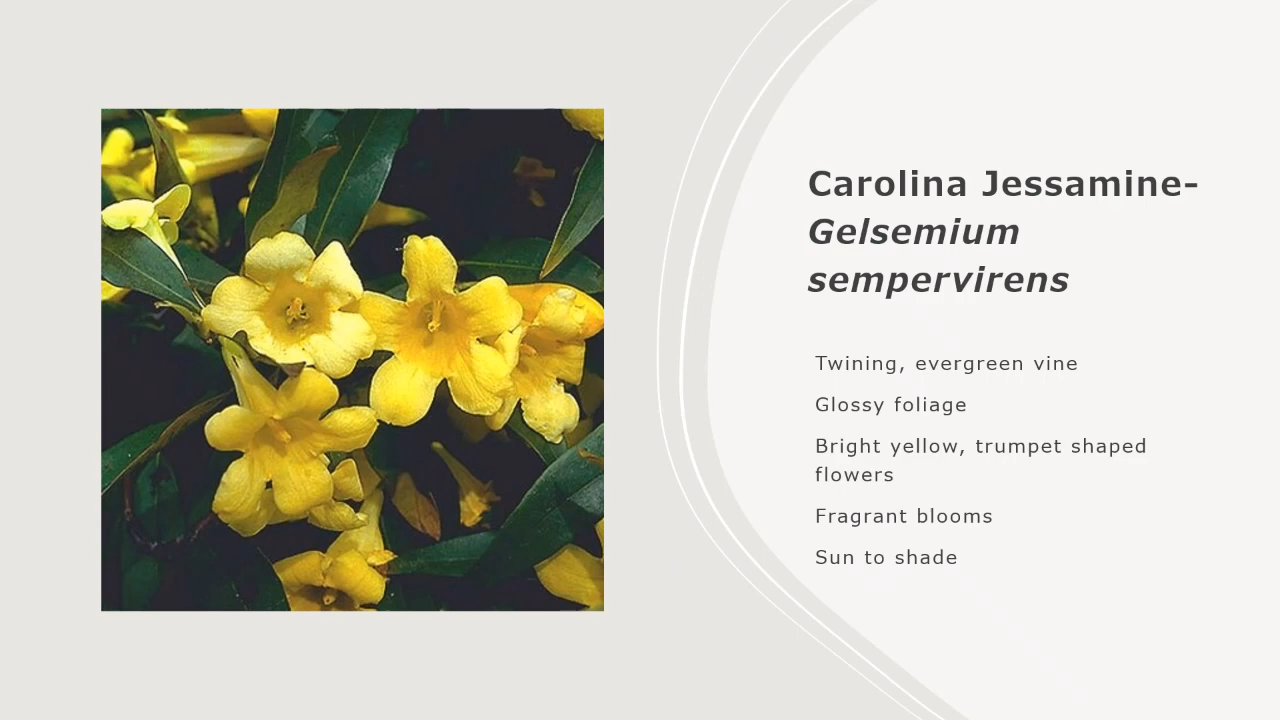 Carolina Jessamine-
Gelsemium
sempervirens
Twining, evergreen vine
Glossy foliage
Bright yellow, trumpet shaped
flowers
Fragrant blooms
Sun to shade